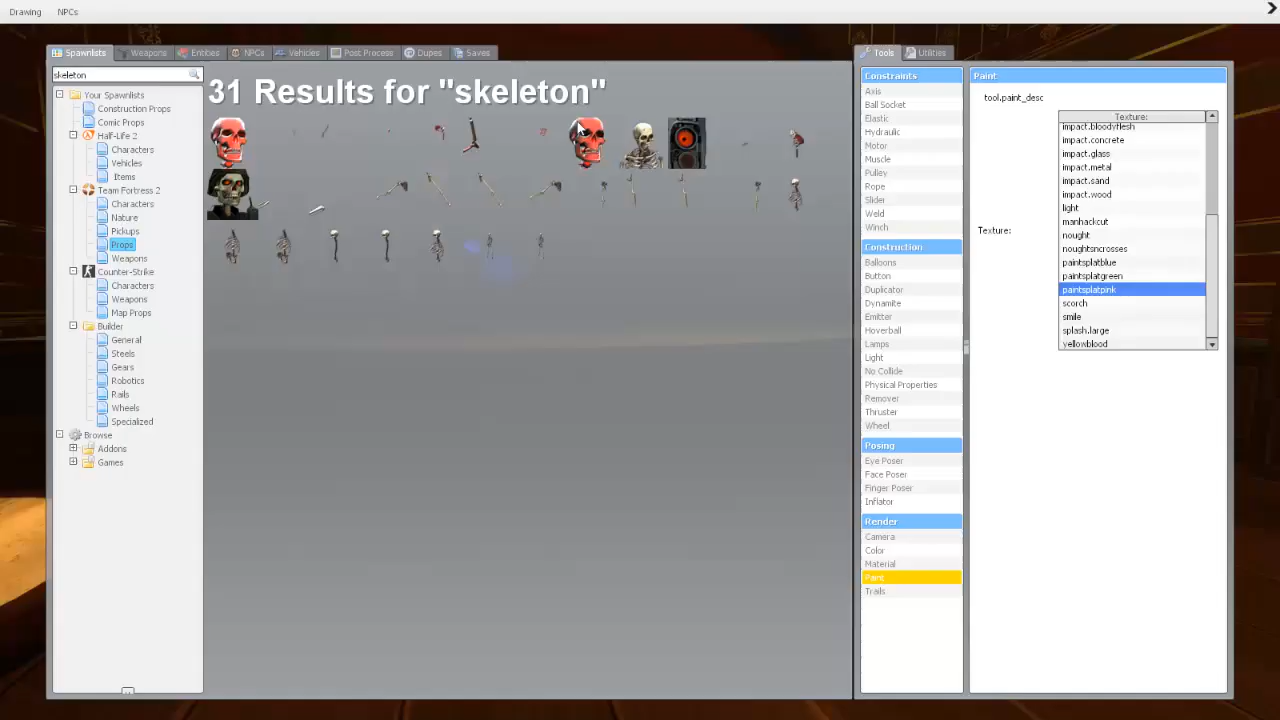 Drawing NPCs
Spawnlists Weapons Entities NPCs Vehicles Post Process Dupes Saves
skeleton
Your Spawnlists
Construction Props
Comic Props
Half-Life 2
Characters
Vehicles
Items
Team Fortress 2
Characters
Nature
Pickups
Props
Weapons
Counter-Strike
Characters
Weapons
Map Props
Builder
General
Steels
Gears
Robotics
Rails
Wheels
Specialized
Browse
Addons
Games
31 Results for "skeleton"
Tools Utilities
Constraints
Axis
Ball Socket
Elastic
Hydraulic
Motor
Muscle
Pulley
Rope
Slider
Weld
Winch
Construction
Balloons
Button
Duplicator
Dynamite
Emitter
Hoverball
Lamps
Light
No Collide
Physical Properties
Remover
Thruster
Wheel
Posing
Eye Poser
Face Poser
Finger Poser
Inflator
Render
Camera
Color
Material
Paint
Trails
Paint
tool.paint_desc
Texture:
Texture:
impact.bloodyflesh
impact.concrete
impact.glass
impact.metal
impact.sand
impact.wood
light
manhackcut
nought
noughtsncrosses
paintsplatblue
paintsplatgreen
paintsplatpink
scorch
smile
splash.large
yellowblood